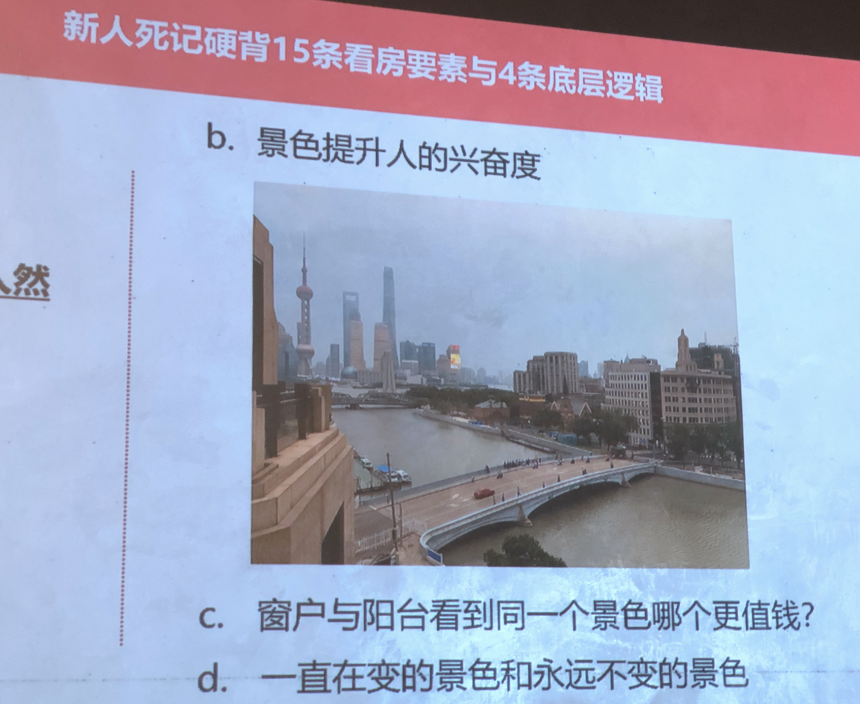 新人死记硬背15条看房要素与4条底层逻辑
b. 景色提升人的兴奋度
然
c. 窗户与阳台看到同一个景色哪个更值钱?
d. 一直在变的景色和永远不变的景色